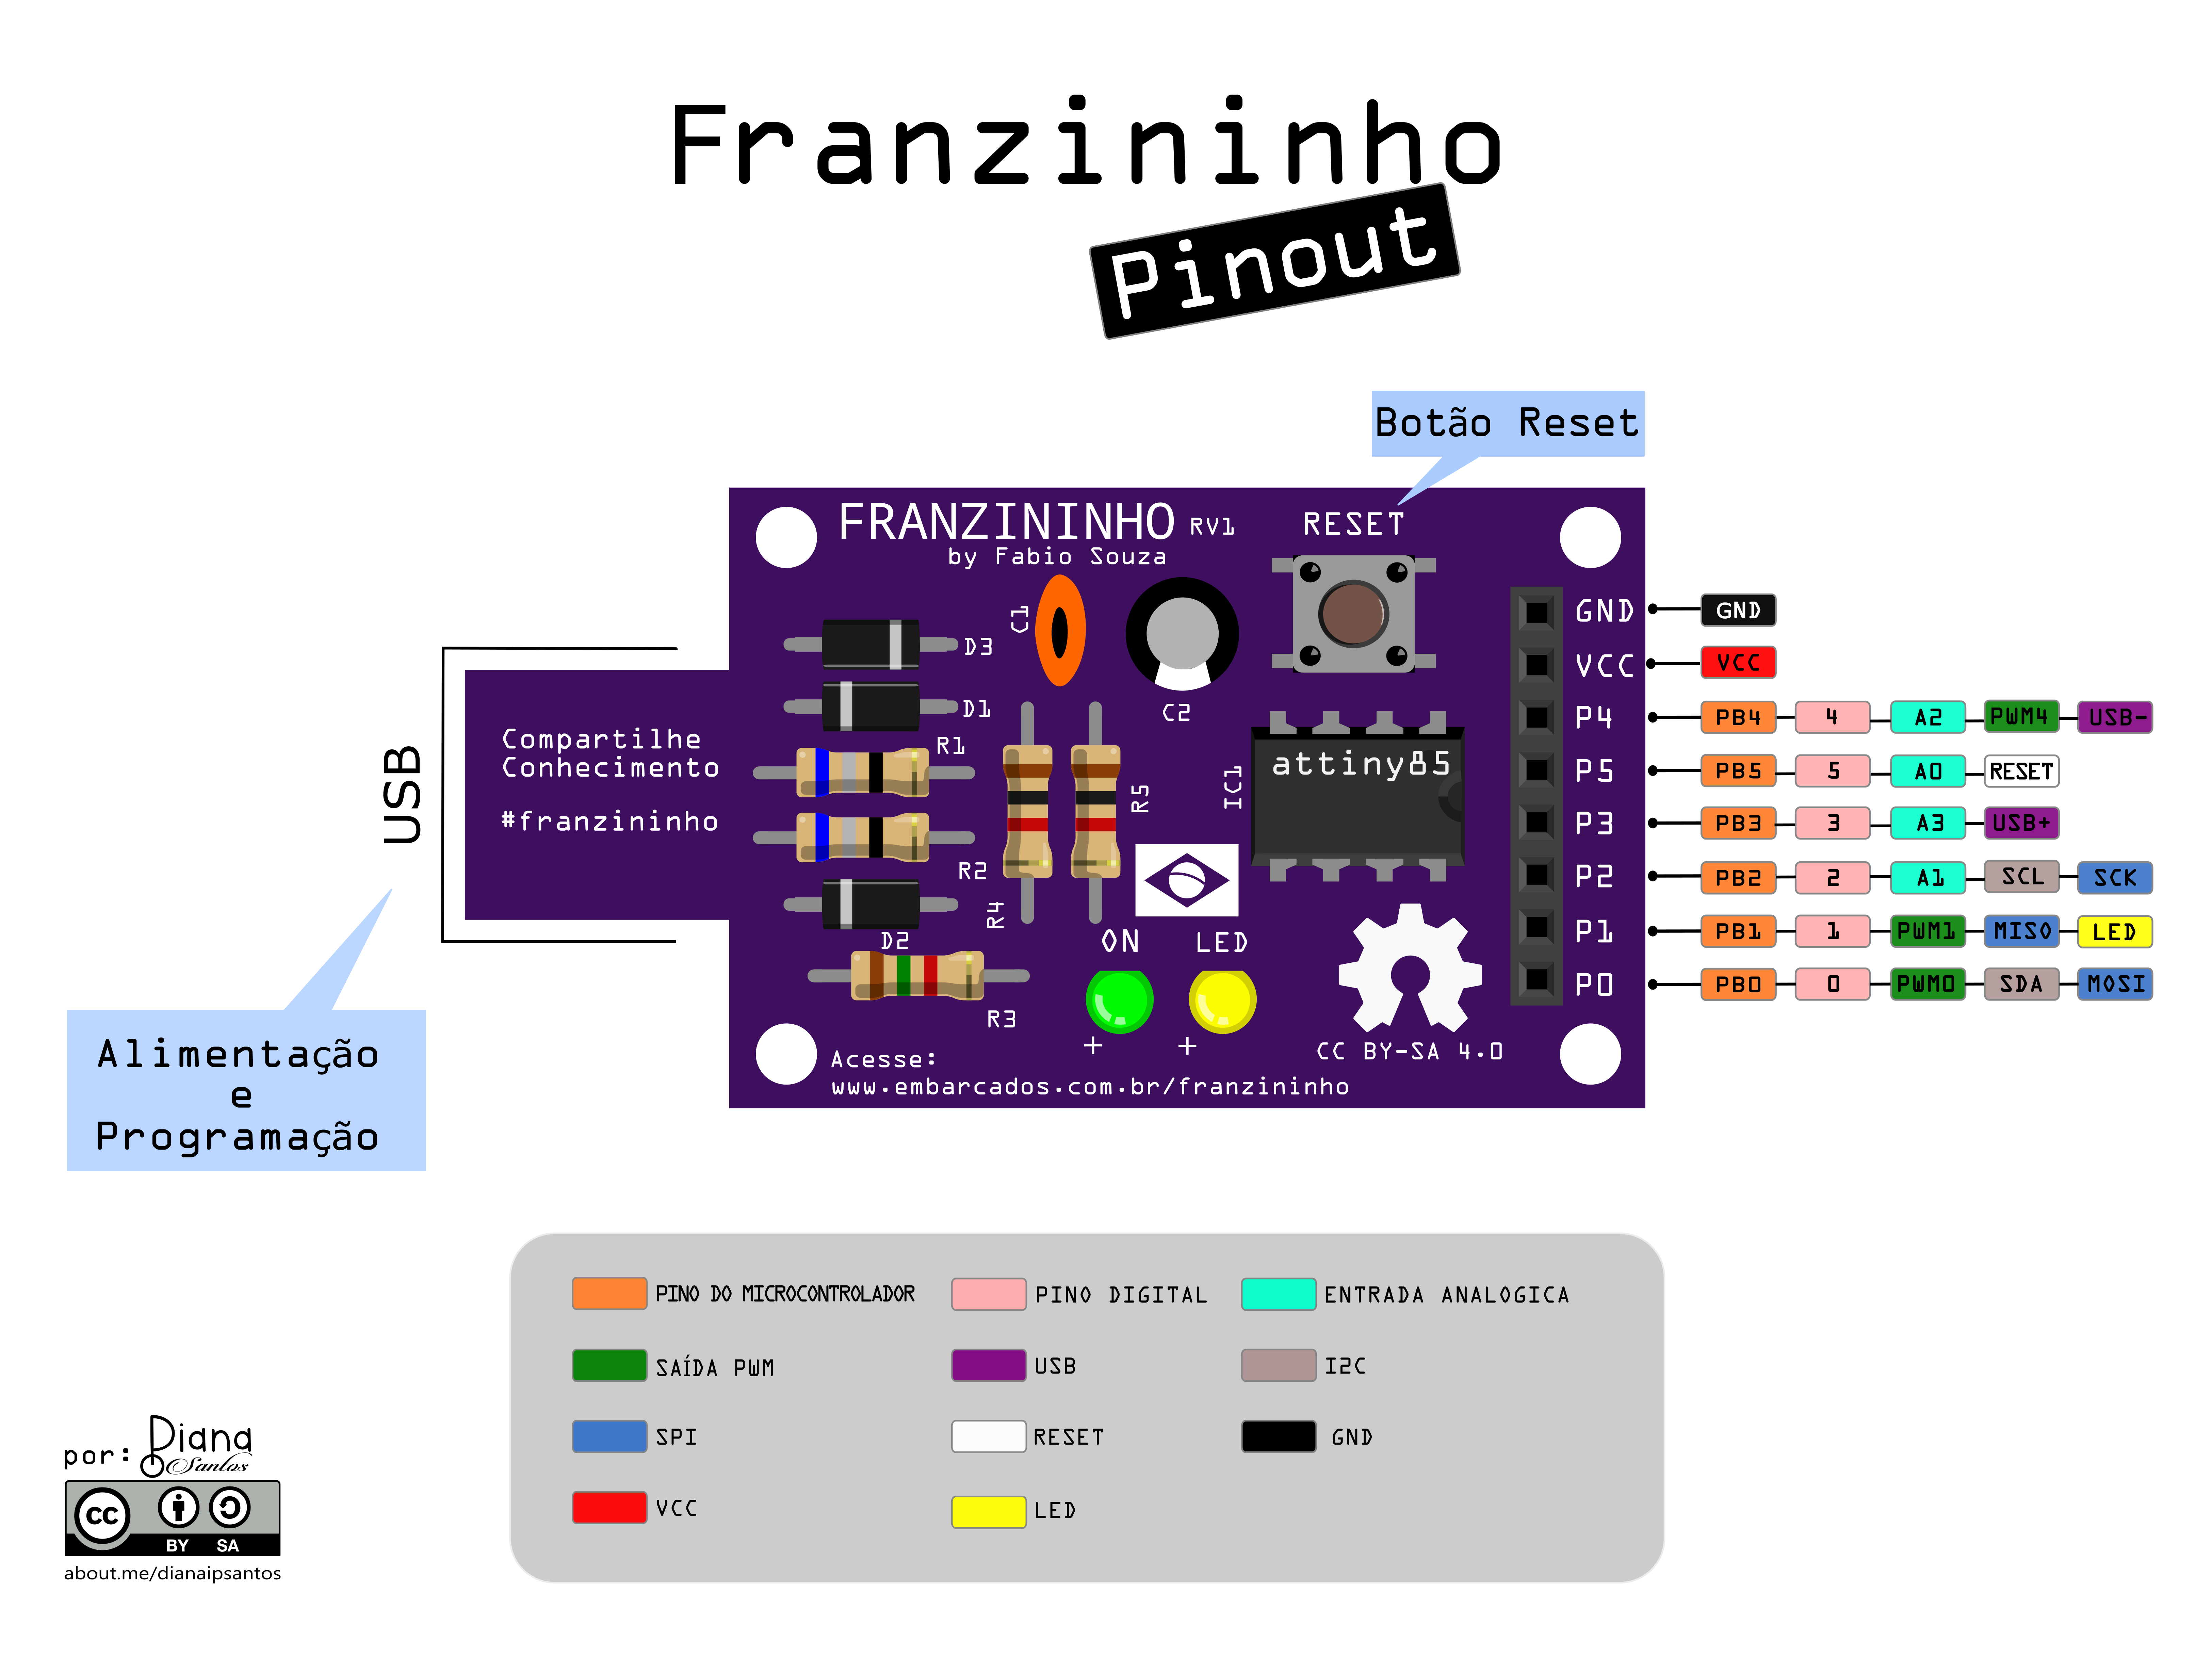 Franzininho
Pinout
Botão Reset
FRANZININHO RV1
by Fabio Souza
RESET
C1
C2
D3
D1
R1
R2
R4
R5
D2
R3
IC1
attiny85
USB
Compartilhe
Conhecimento
#franzininho
ON
LED
+
+
CC BY-SA 4.0
Acesse:
www.embarcados.com.br/franzininho
Alimentação
e
Programação
GND GND
VCC VCC
P4 PB4 4 A2 PWM4 USB-
P5 PB5 5 A0 RESET
P3 PB3 3 A3 USB+
P2 PB2 2 A1 SCL SCK
P1 PB1 1 PWM1 MISO LED
P0 PB0 0 PWM0 SDA MOSI
PINO DO MICROCONTROLADOR PINO DIGITAL ENTRADA ANALOGICA
SAÍDA PWM USB I2C
SPI RESET GND
VCC LED
por: Diana
Santos
cc
BY SA
about.me/dianaipsantos